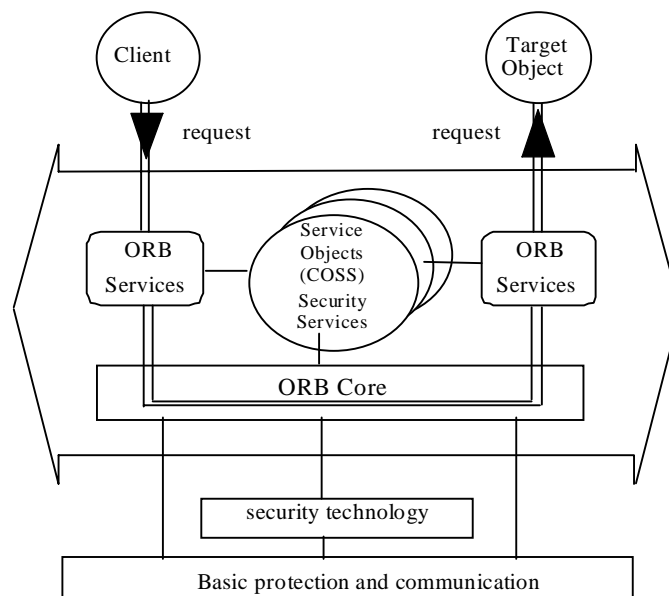 Client
Target
Object
request
request
ORB
Services
Service
Objects
(COSS)
Security
Services
ORB
Services
ORB Core
security technology
Basic protection and communication